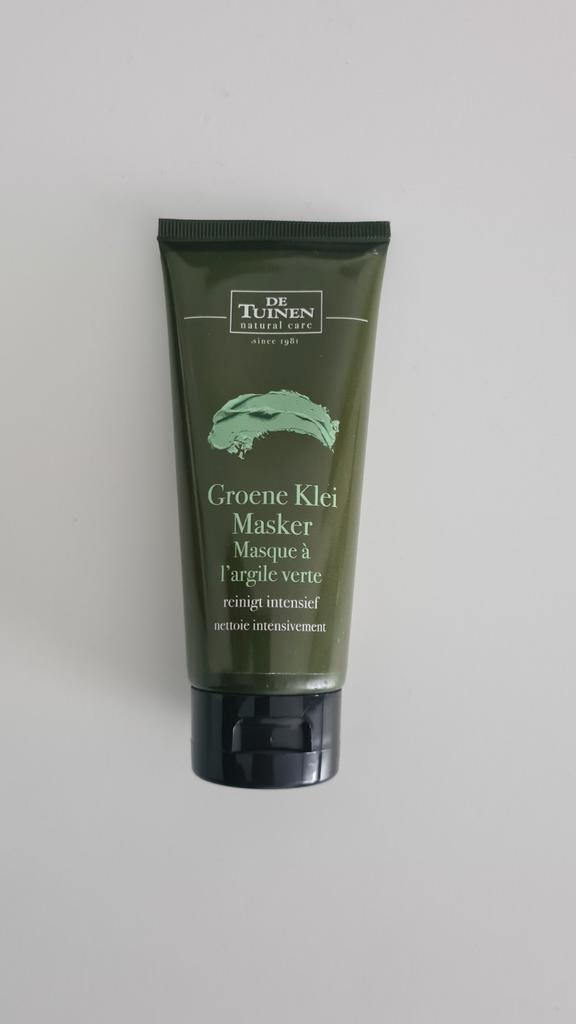 DE
TUINEN
natural care
since 1981
Groene Klei
Masker
Masque à
l'argile verte
reinigt intensief
nettoie intensivement